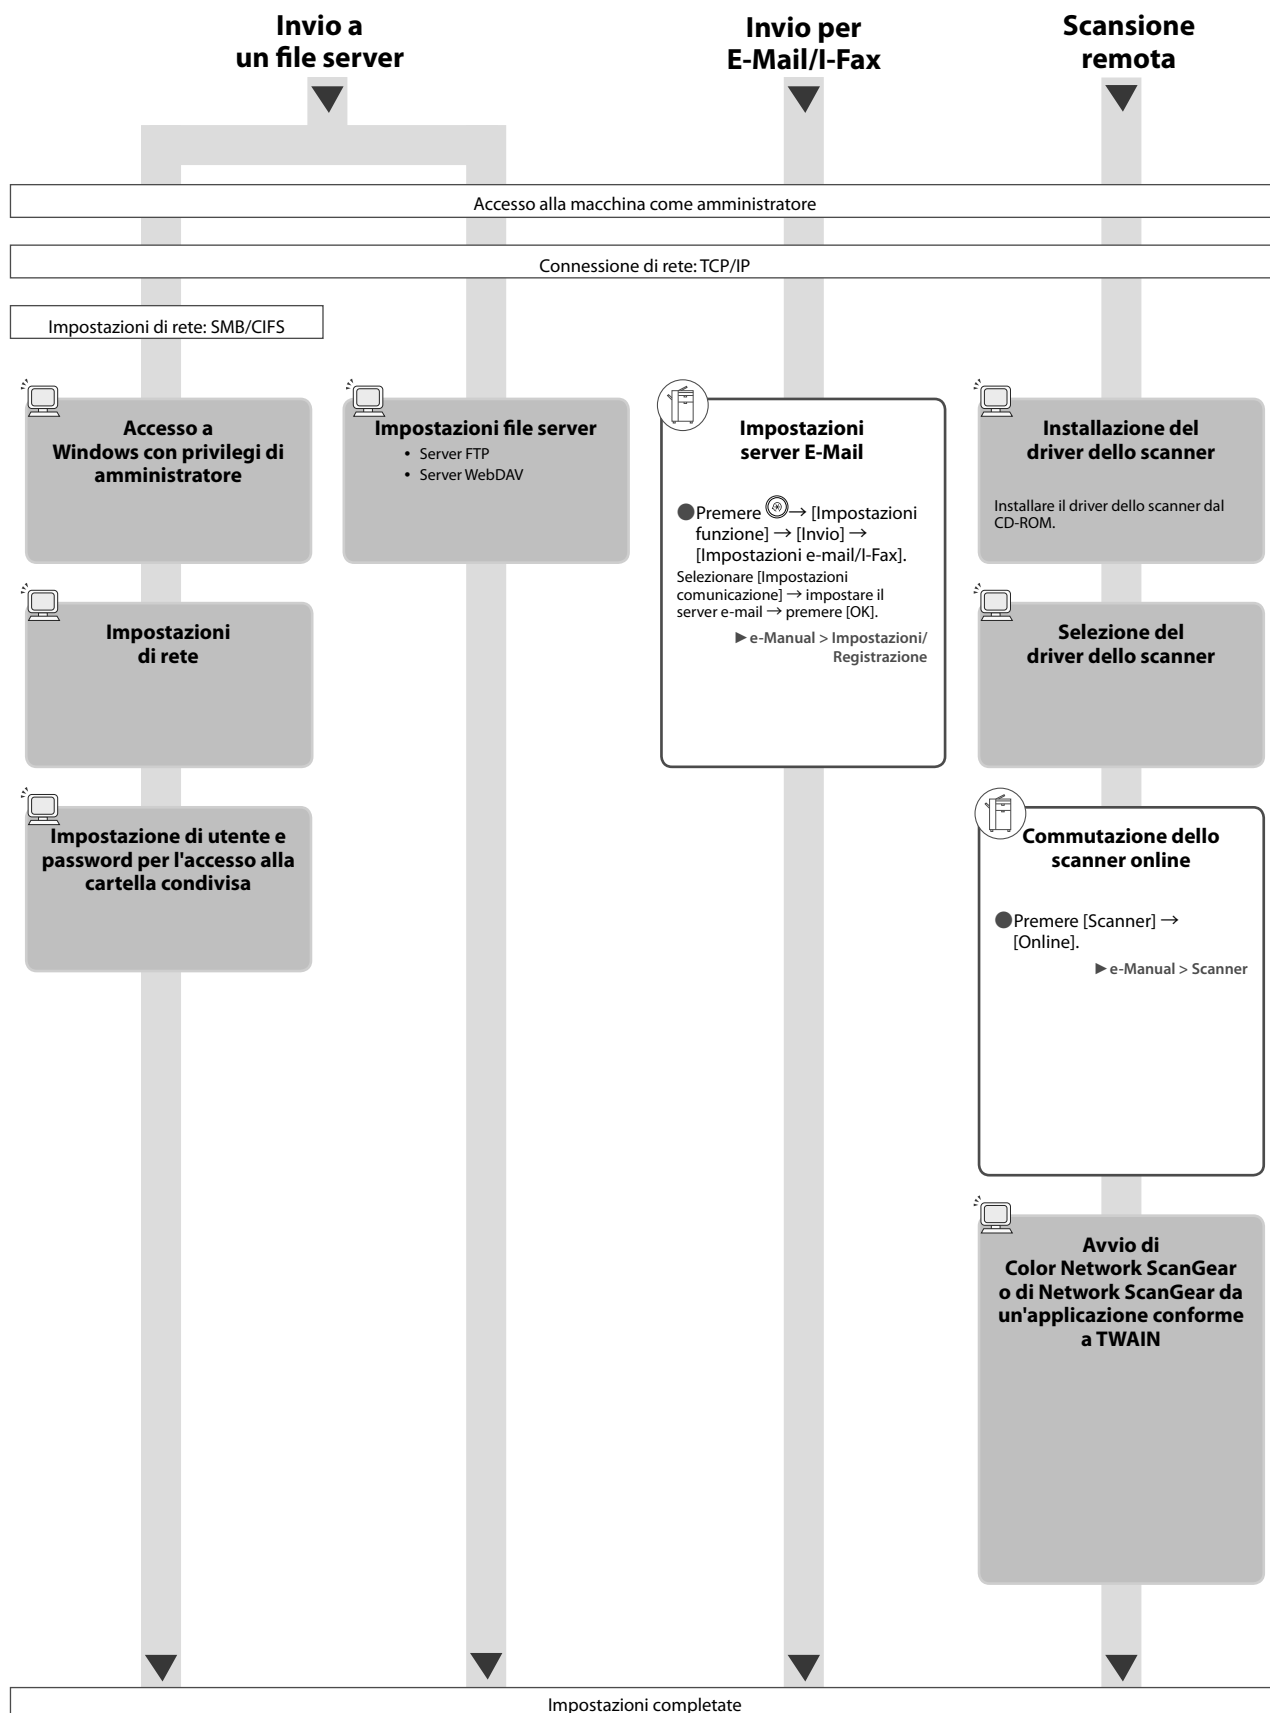 Invio a
un file server
Invio per
E-Mail/I-Fax
Scansione
remota
Accesso alla macchina come amministratore
Connessione di rete: TCP/IP
Impostazioni di rete: SMB/CIFS
Accesso a
Windows con privilegi di
amministratore
Impostazioni
di rete
Impostazione di utente e
password per l'accesso alla
cartella condivisa
Impostazioni file server
• Server FTP
• Server WebDAV
Impostazioni
server E-Mail
●Premere → [Impostazioni
funzione] → [Invio] →
[Impostazioni e-mail/I-Fax].
Selezionare [Impostazioni
comunicazione] → impostare il
server e-mail → premere [OK].
►e-Manual > Impostazioni/
Registrazione
Installazione del
driver dello scanner
Installare il driver dello scanner dal
CD-ROM.
Selezione del
driver dello scanner
Commutazione dello
scanner online
●Premere [Scanner] →
[Online].
►e-Manual > Scanner
Avvio di
Color Network ScanGear
o di Network ScanGear da
un'applicazione conforme
a TWAIN
Impostazioni completate